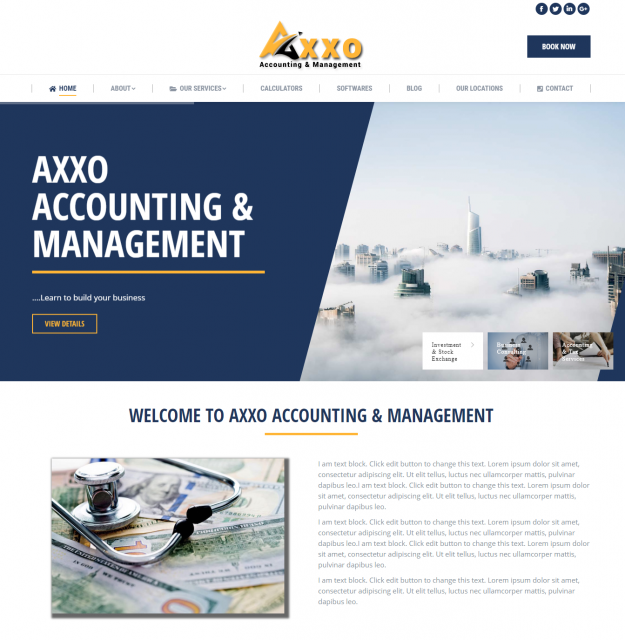 AXXO
Accounting & Management
BOOK NOW
HOME
ABOUT
OUR SERVICES
CALCULATORS
SOFTWARES
BLOG
OUR LOCATIONS
CONTACT
AXXO
ACCOUNTING &
MANAGEMENT
....Learn to build your business
VIEW DETAILS
Investment
& Stock
Exchange
Business
Consulting
Accounting
& Tax
Services
WELCOME TO AXXO ACCOUNTING & MANAGEMENT
I am text block. Click edit button to change this text. Lorem ipsum dolor sit amet,
consectetur adipiscing elit. Ut elit tellus, luctus nec ullamcorper mattis, pulvinar
dapibus leo.I am text block. Click edit button to change this text. Lorem ipsum dolor
sit amet, consectetur adipiscing elit. Ut elit tellus, luctus nec ullamcorper mattis,
pulvinar dapibus leo.
I am text block. Click edit button to change this text. Lorem ipsum dolor sit amet,
consectetur adipiscing elit. Ut elit tellus, luctus nec ullamcorper mattis, pulvinar
dapibus leo.I am text block. Click edit button to change this text. Lorem ipsum dolor
sit amet, consectetur adipiscing elit. Ut elit tellus, luctus nec ullamcorper mattis,
pulvinar dapibus leo.
I am text block. Click edit button to change this text. Lorem ipsum dolor sit amet,
consectetur adipiscing elit. Ut elit tellus, luctus nec ullamcorper mattis, pulvinar
dapibus leo.